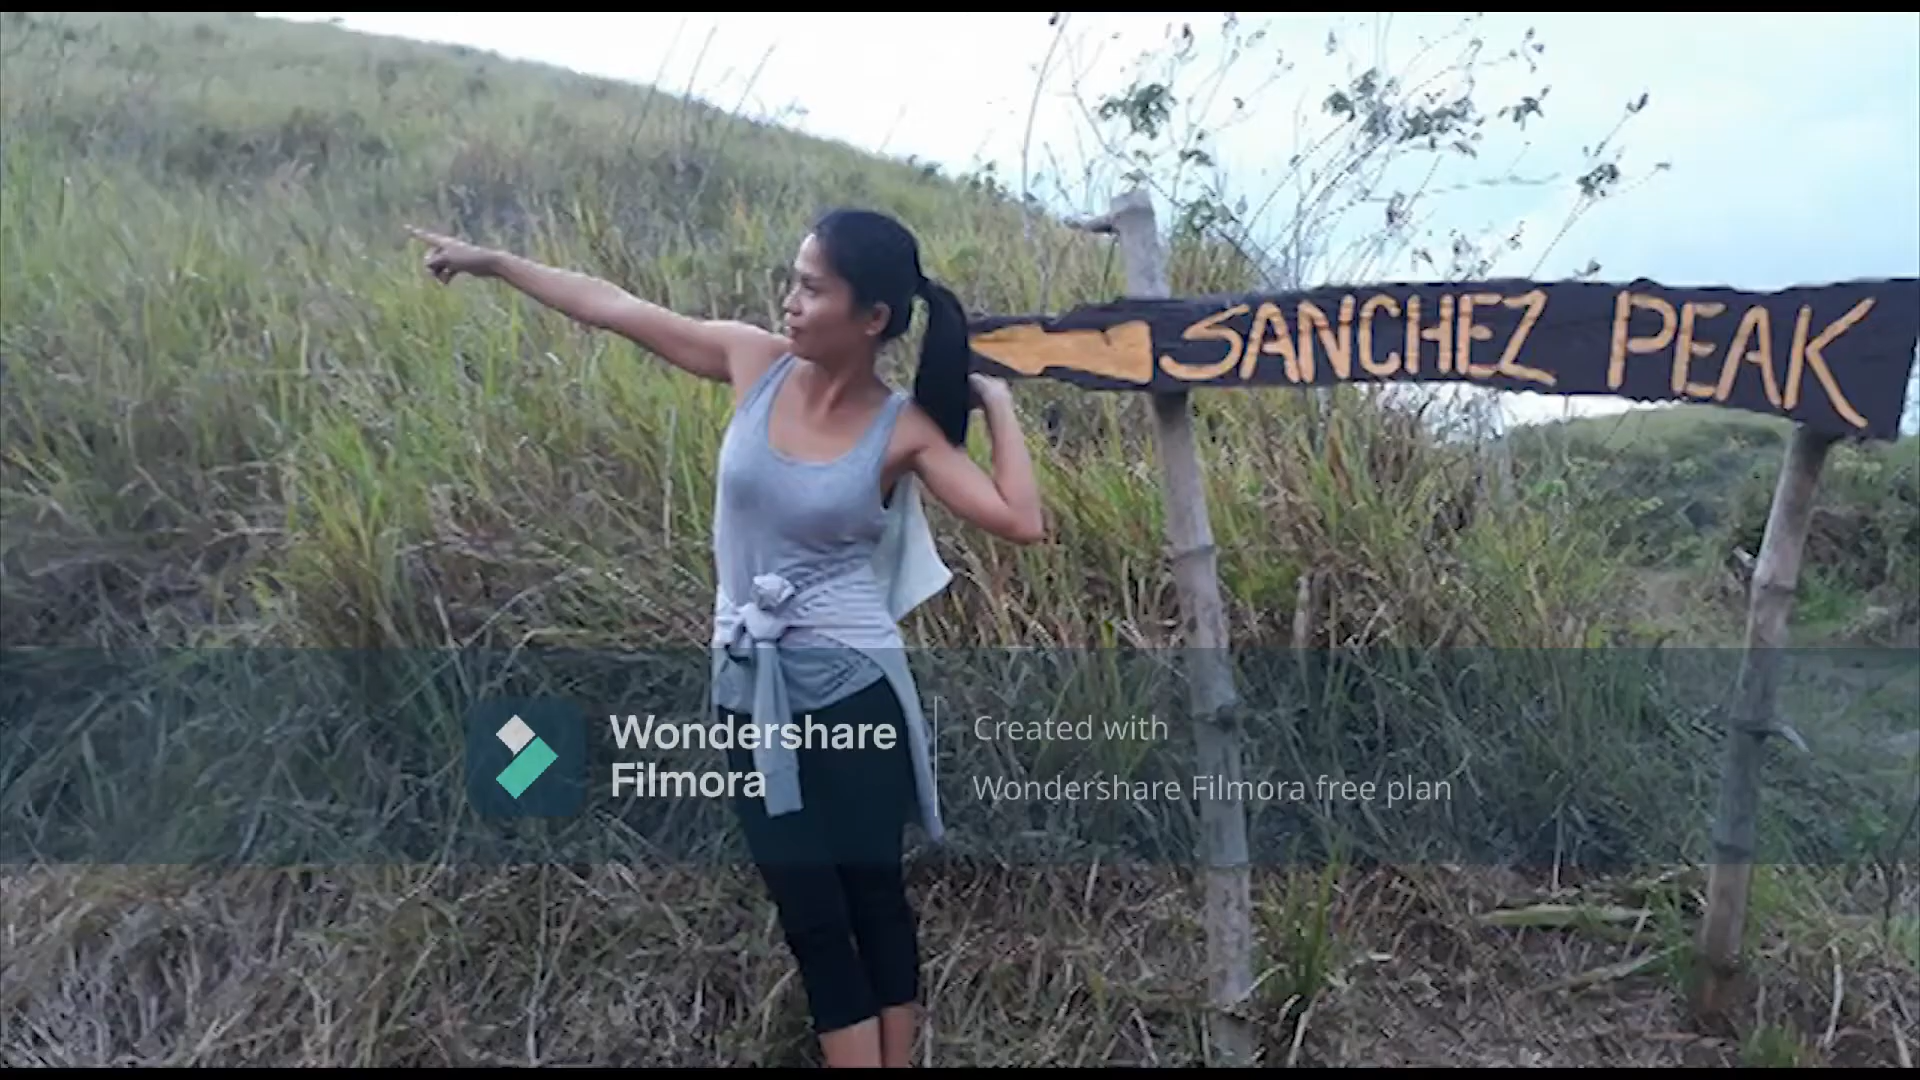 SANCHEZ PEAK
Wondershare
Filmora
Created with
Wondershare Filmora free plan